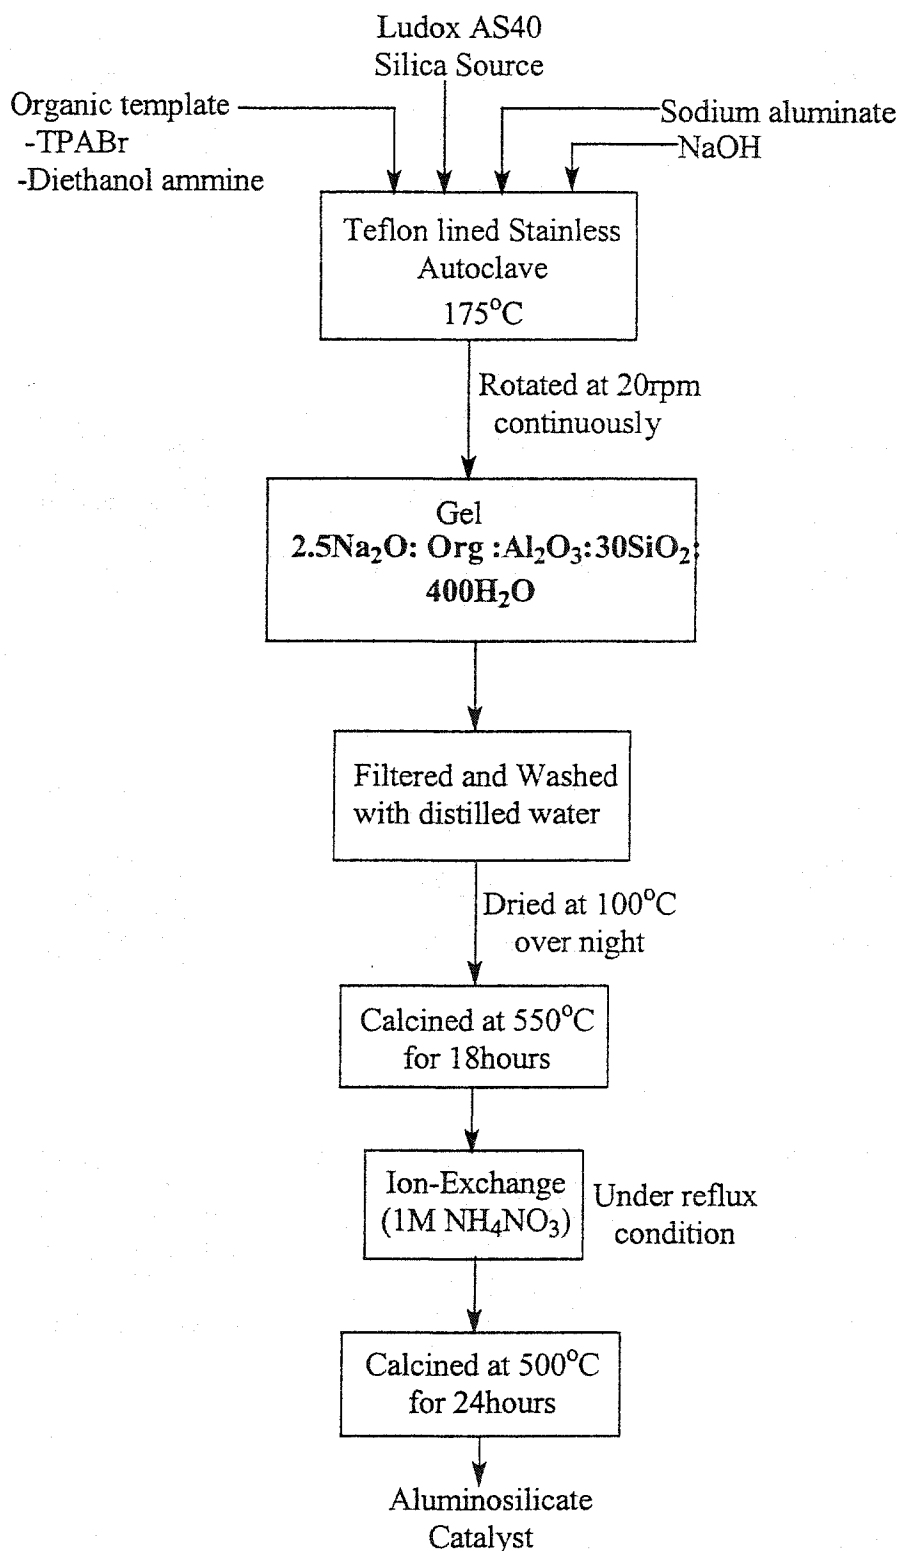 Ludox AS40
Silica Source
Organic template
-TPABr
-Diethanol ammine
Sodium aluminate
NaOH
Teflon lined Stainless
Autoclave
175°C
Rotated at 20rpm
continuously
Gel
2.5Na₂O: Org :Al₂O₃:30SiO₂:
400H₂O
Filtered and Washed
with distilled water
Dried at 100°C
over night
Calcined at 550°C
for 18hours
Ion-Exchange
(1M NH₄NO₃)
Under reflux
condition
Calcined at 500°C
for 24hours
Aluminosilicate
Catalyst